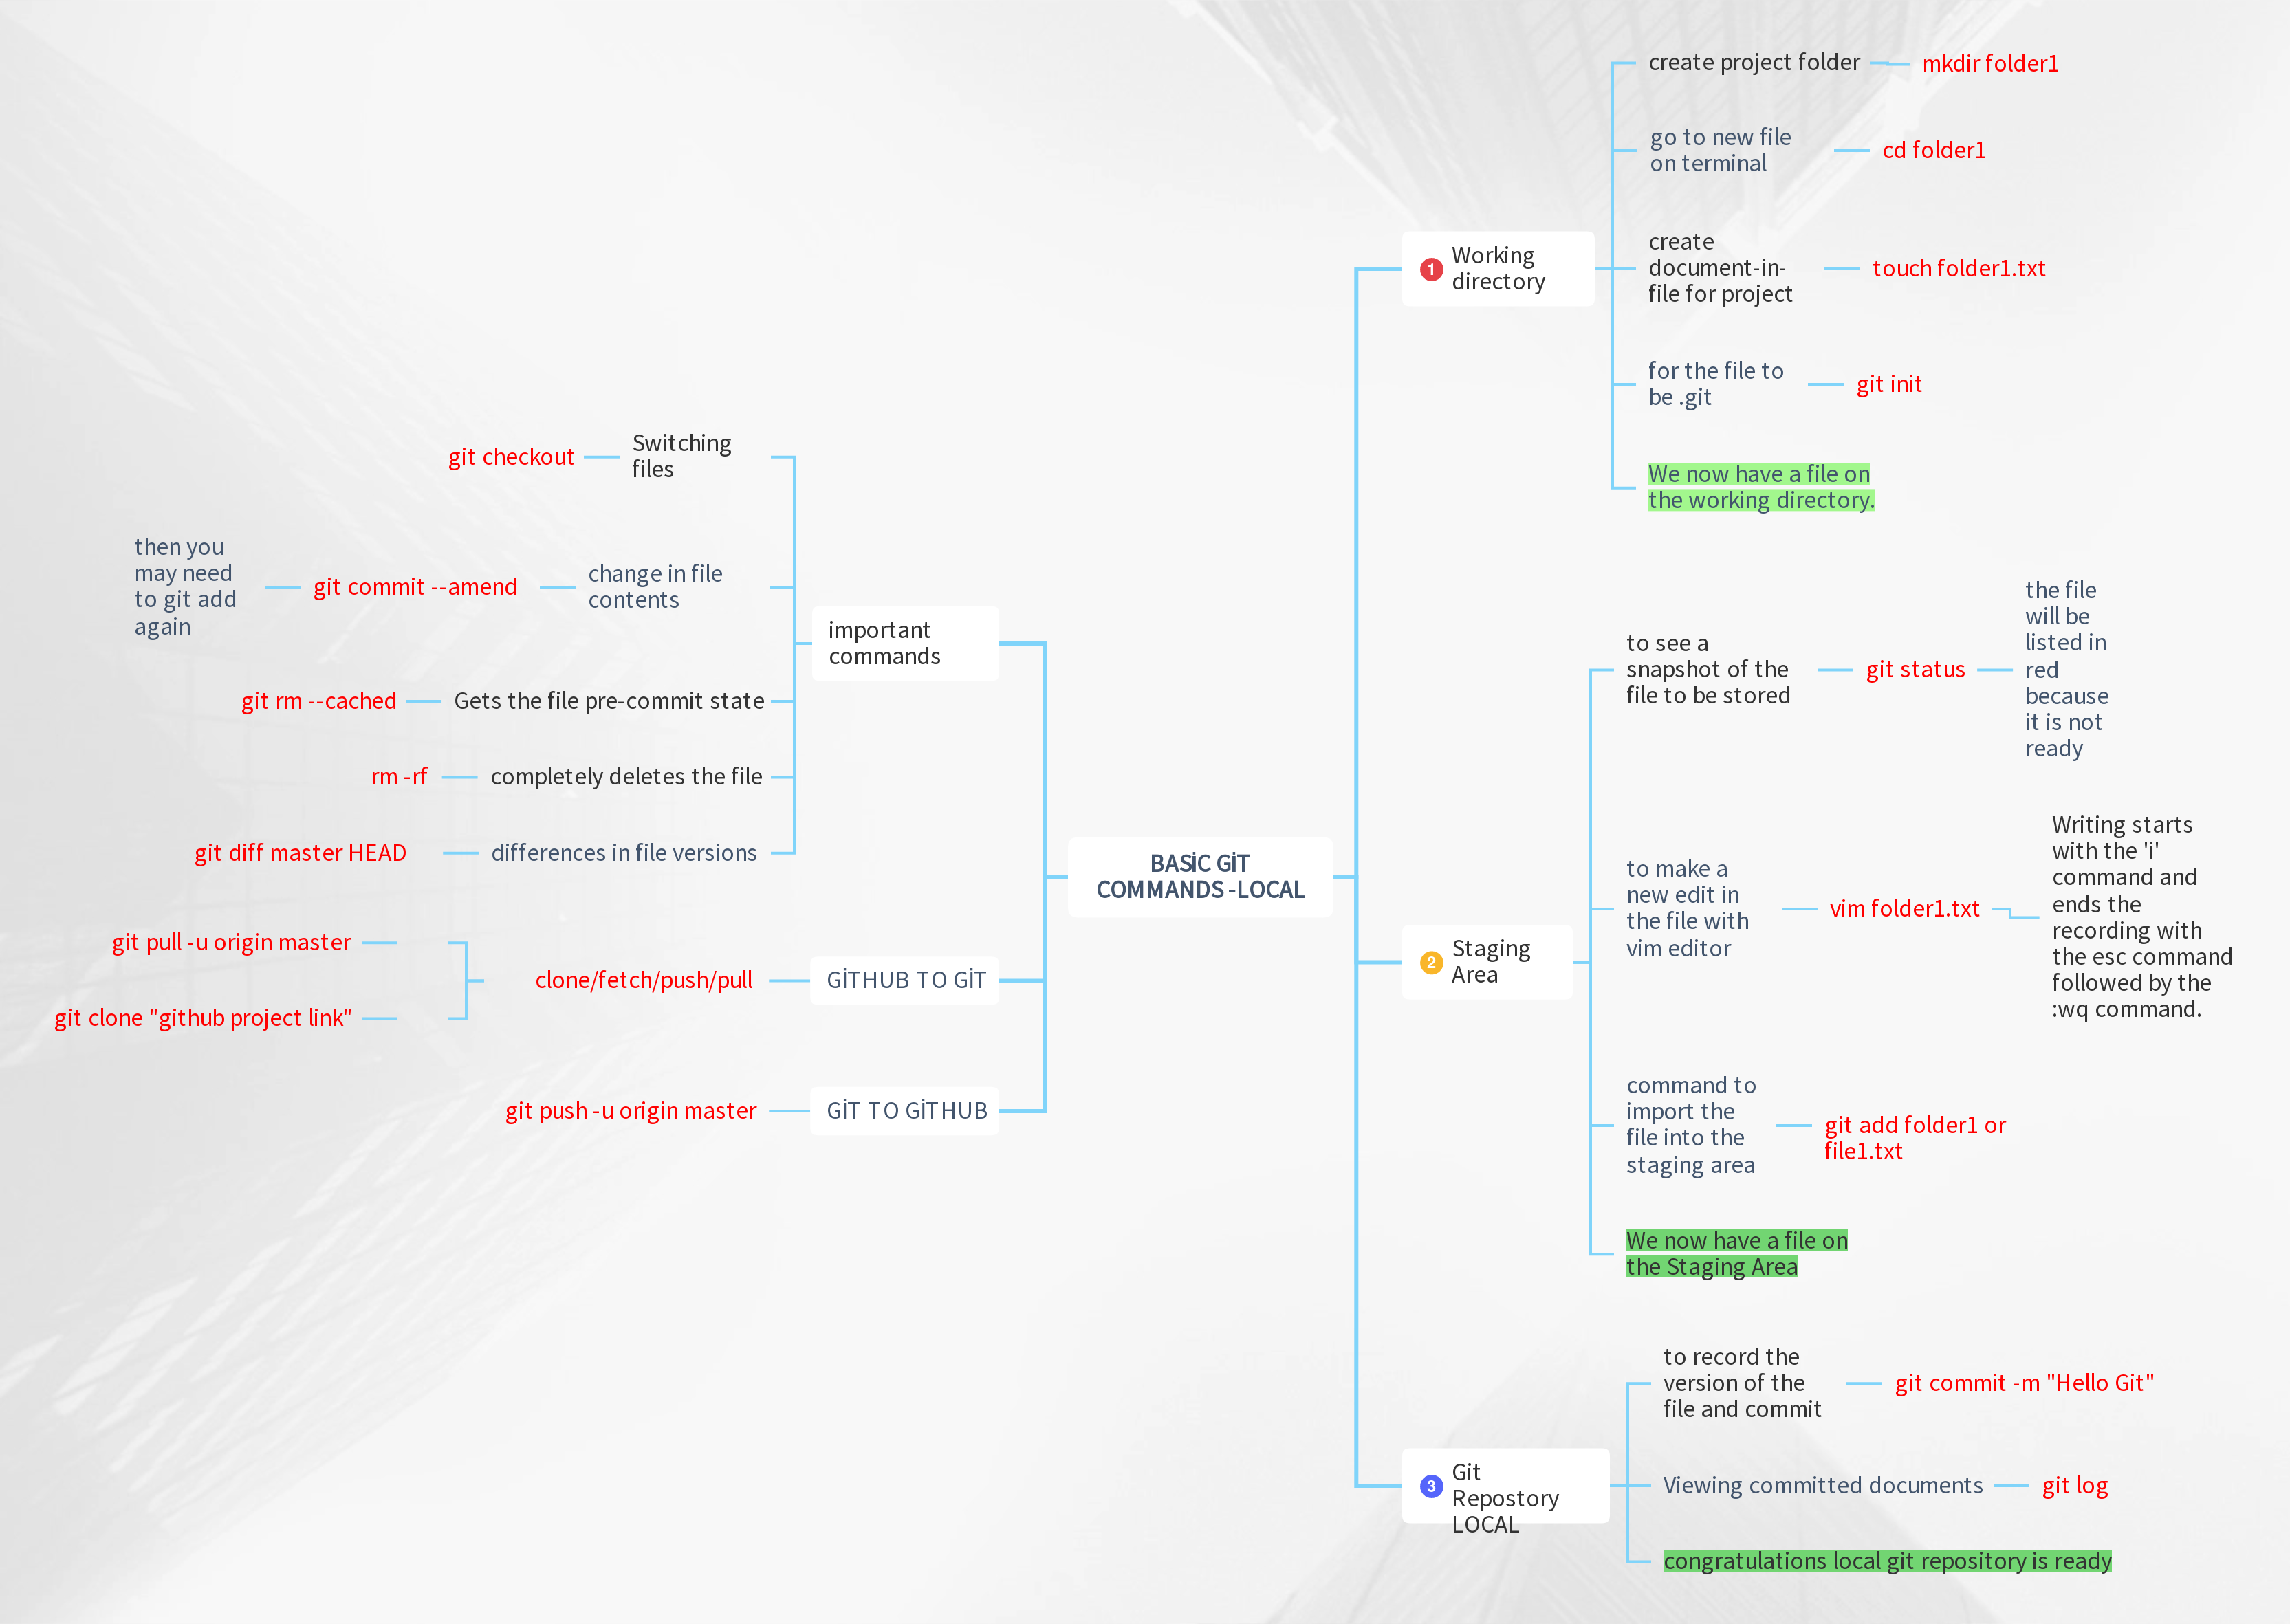 BASİC GİT
COMMANDS -LOCAL
1
Working
directory
create project folder
mkdir folder1
go to new file
on terminal
cd folder1
create
document-in-
file for project
touch folder1.txt
for the file to
be .git
git init
We now have a file on
the working directory.
2
Staging
Area
to see a
snapshot of the
file to be stored
git status
the file
will be
listed in
red
because
it is not
ready
to make a
new edit in
the file with
vim editor
vim folder1.txt
Writing starts
with the 'i'
command and
ends the
recording with
the esc command
followed by the
:wq command.
command to
import the
file into the
staging area
git add folder1 or
file1.txt
We now have a file on
the Staging Area
3
Git
Repostory
LOCAL
to record the
version of the
file and commit
git commit -m "Hello Git"
Viewing committed documents
git log
congratulations local git repository is ready
important
commands
Switching
files
git checkout
change in file
contents
git commit --amend
then you
may need
to git add
again
Gets the file pre-commit state
git rm --cached
completely deletes the file
rm -rf
differences in file versions
git diff master HEAD
GİTHUB TO GİT
clone/fetch/push/pull
git pull -u origin master
git clone "github project link"
GİT TO GİTHUB
git push -u origin master